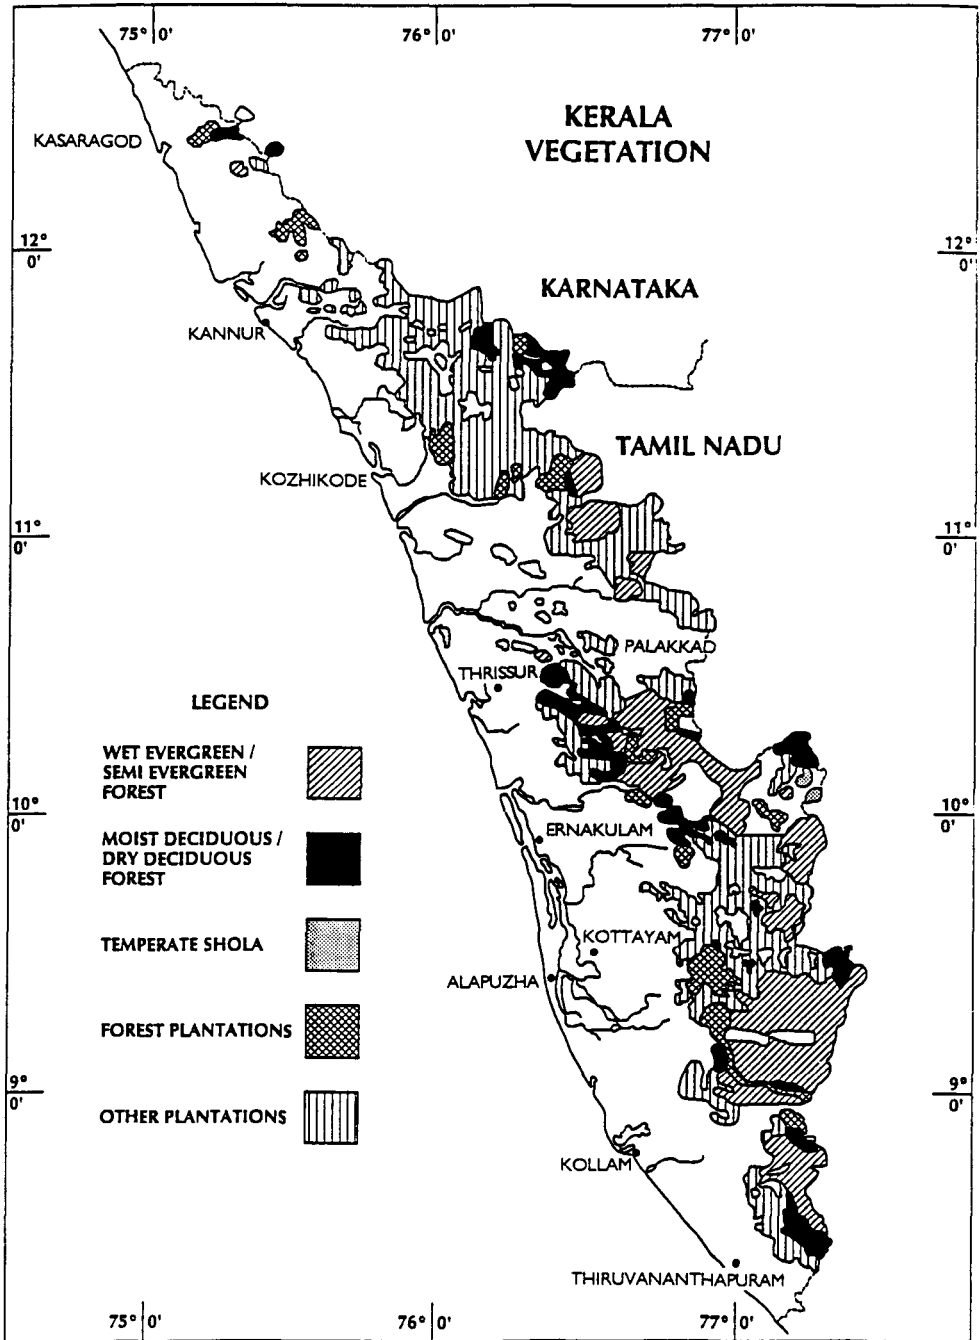 75° 0'
76° 0'
77° 0'
KERALA
VEGETATION
KASARAGOD
12°
0'
12°
0'
KARNATAKA
KANNUR
TAMIL NADU
KOZHIKODE
11°
0'
11°
0'
PALAKKAD
THRISSUR
LEGEND
WET EVERGREEN /
SEMI EVERGREEN
FOREST
10°
0'
10°
0'
ERNAKULAM
MOIST DECIDUOUS /
DRY DECIDUOUS
FOREST
TEMPERATE SHOLA
KOTTAYAM
ALAPUZHA
FOREST PLANTATIONS
9°
0'
9°
0'
OTHER PLANTATIONS
KOLLAM
THIRUVANANTHAPURAM
75° 0'
76° 0'
77° 0'